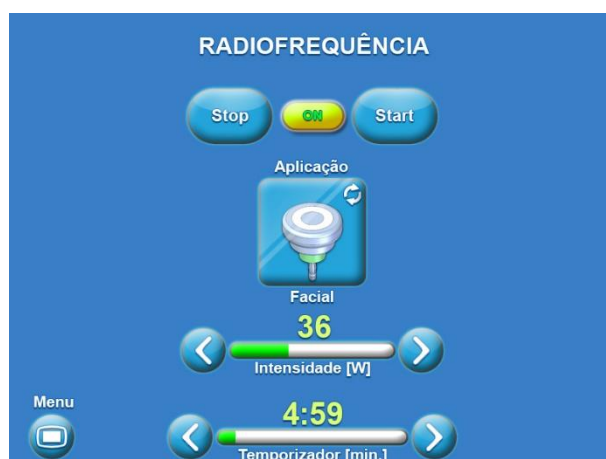 RADIOFREQUÊNCIA
Stop ON Start
Aplicação
Facial
36
Intensidade [W]
Menu
4:59
Temporizador [min.]